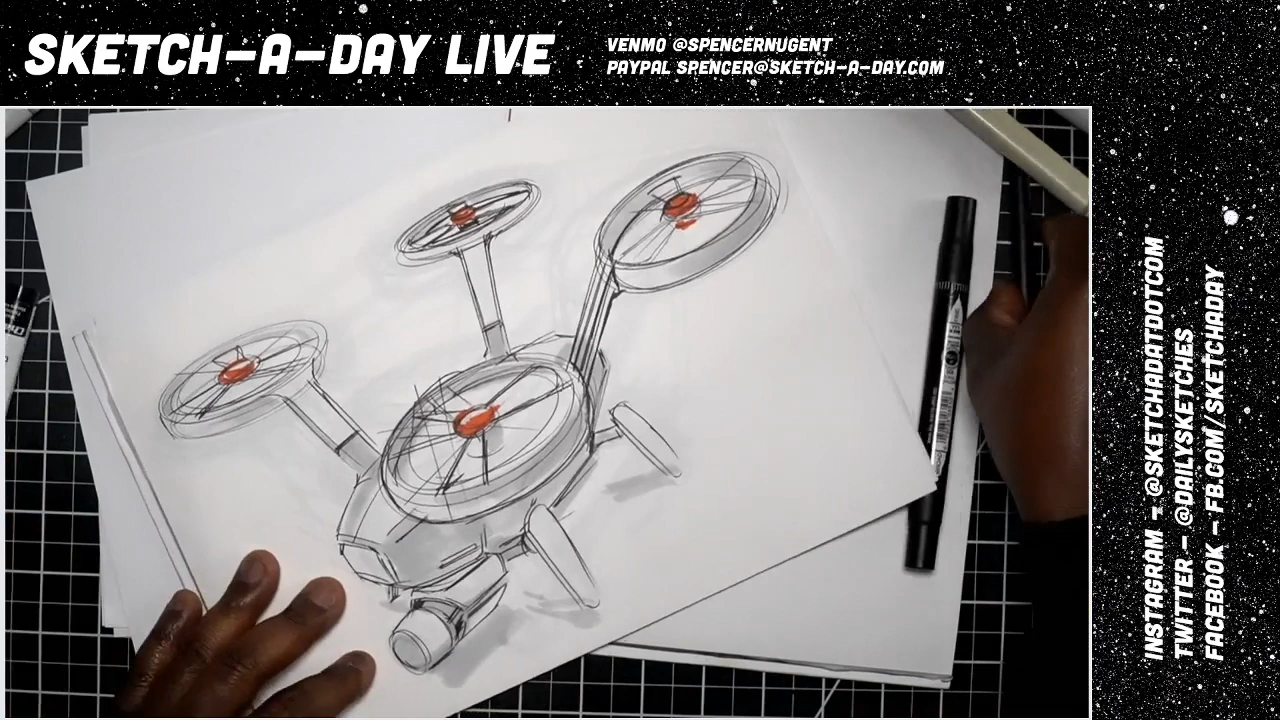 SKETCH-A-DAY LIVE
VENMO @SPENCERNUGENT
PAYPAL SPENCER@SKETCH-A-DAY.COM
INSTAGRAM - @SKETCHADAYDOTCOM
TWITTER - @DAILYSKETCHES
FACEBOOK - FB.COM/SKETCHADAY